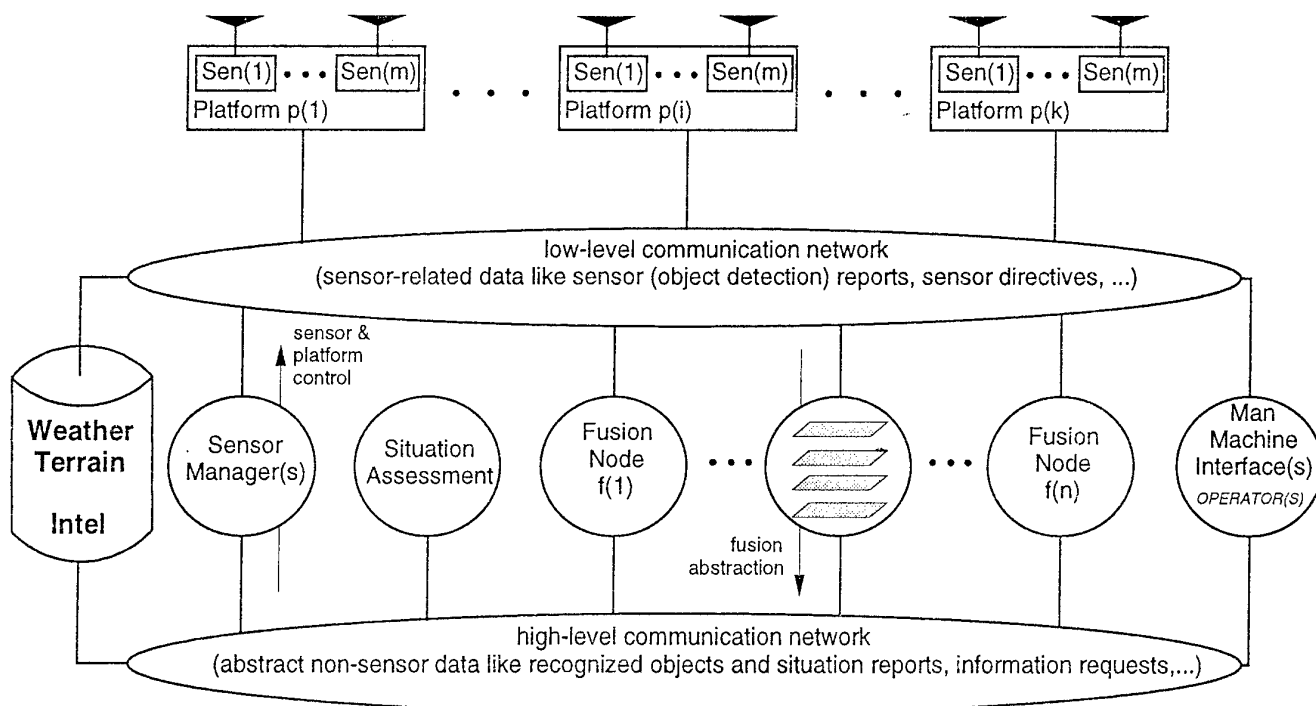 Sen(1) • • • Sen(m)
Platform p(1)
• • • •
Sen(1) • • • Sen(m)
Platform p(i)
• • • •
Sen(1) • • • Sen(m)
Platform p(k)
low-level communication network
(sensor-related data like sensor (object detection) reports, sensor directives, ...)
sensor &
platform
control
Weather
Terrain
Intel
Sensor
Manager(s)
Situation
Assessment
Fusion
Node
f(1)
• • •
• • •
Fusion
Node
f(n)
Man
Machine
Interface(s)
OPERATOR(S)
fusion
abstraction
high-level communication network
(abstract non-sensor data like recognized objects and situation reports, information requests,...)